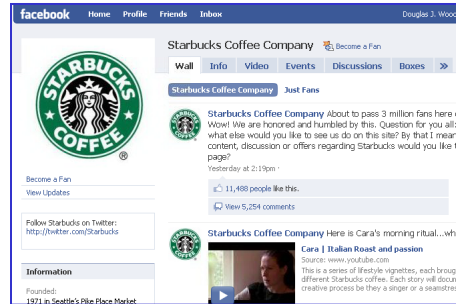 facebook Home Profile Friends Inbox Douglas J. Wood
Starbucks Coffee Company Become a Fan
Wall Info Video Events Discussions Boxes »
Starbucks Coffee Company Just Fans
STARBUCKS COFFEE ®
Starbucks Coffee Company About to pass 3 million fans here
Wow! We are honored and humbled by this. Question for you all:
what else would you like to see us do on this site? By that I mean
content, discussion or offers regarding Starbucks would you like
page?
Yesterday at 2:19pm ·
11,488 people like this.
View 5,254 comments
Become a Fan
View Updates
Follow Starbucks on Twitter:
http://twitter.com/Starbucks
Information
Founded:
1971 in Seattle's Pike Place Market
Starbucks Coffee Company Here is Cara's morning ritual...
Cara | Italian Roast and passion
Source: www.youtube.com
This is a series of lifestyle vignettes, each
different Starbucks coffee. Each story will
creative process be they a singer or a